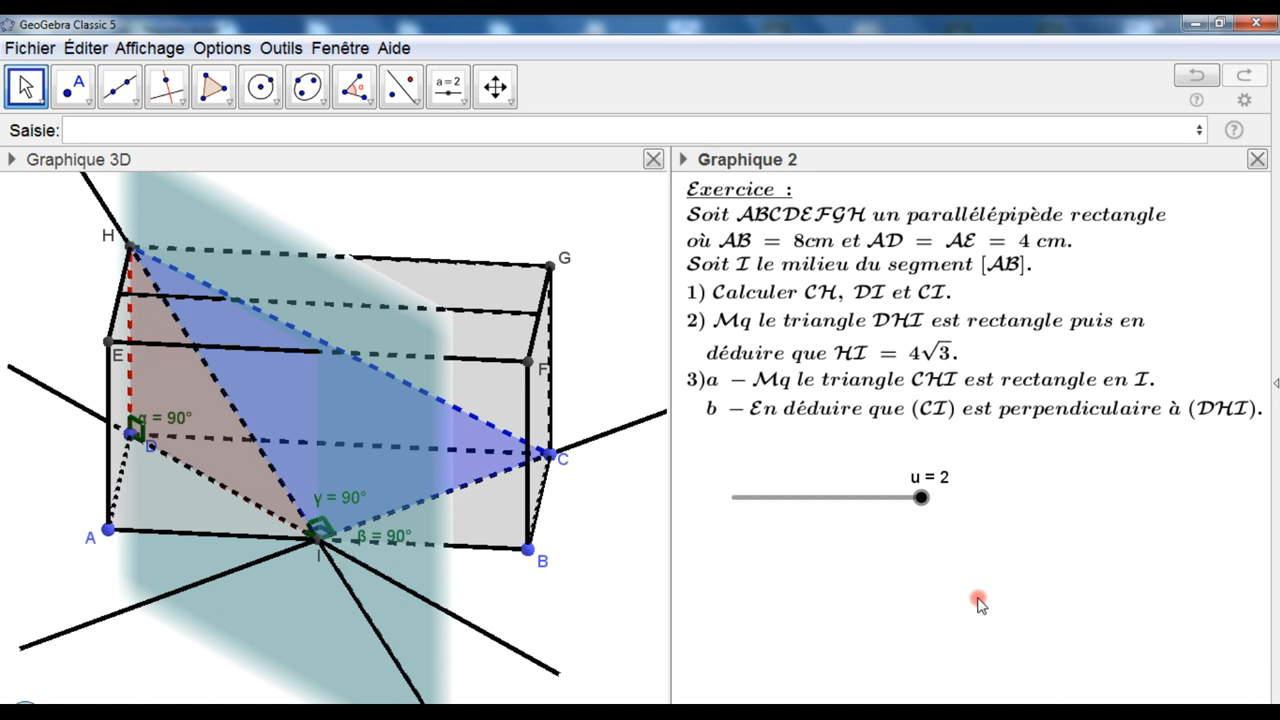 GeoGebra Classic 5
Fichier Éditer Affichage Options Outils Fenêtre Aide
A
α
a=2
Saisie:
Graphique 3D
Graphique 2
H
G
E
F
α = 90°
D
C
γ = 90°
β = 90°
A
I
B
Exercice :
Soit ABCDEFGH un parallélépipède rectangle
où AB = 8cm et AD = AE = 4 cm.
Soit I le milieu du segment [AB].
1) Calculer CH, DI et CI.
2) Mq le triangle DHI est rectangle puis en
déduire que HI = 4√3.
3)a – Mq le triangle CHI est rectangle en I.
b – En déduire que (CI) est perpendiculaire à (DHI).
u = 2